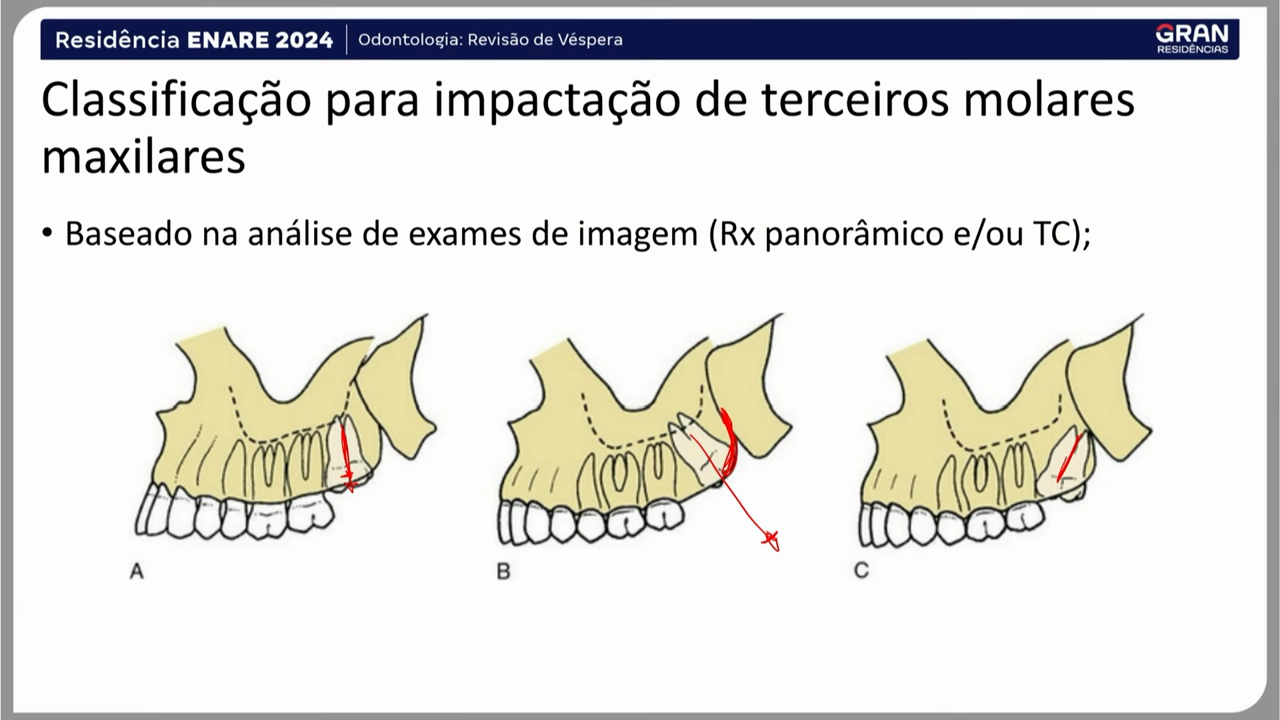 Residência ENARE 2024 | Odontologia: Revisão de Véspera
GRAN
RESIDÊNCIAS
Classificação para impactação de terceiros molares
maxilares
• Baseado na análise de exames de imagem (Rx panorâmico e/ou TC);
A
B
C